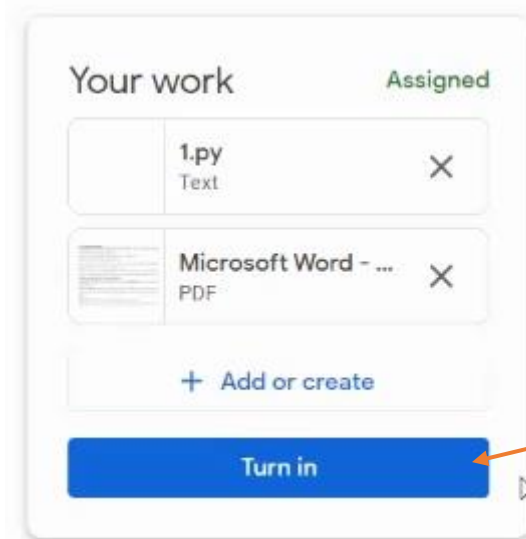 Your work Assigned
1.py
Text
Microsoft Word - ...
PDF
+ Add or create
Turn in